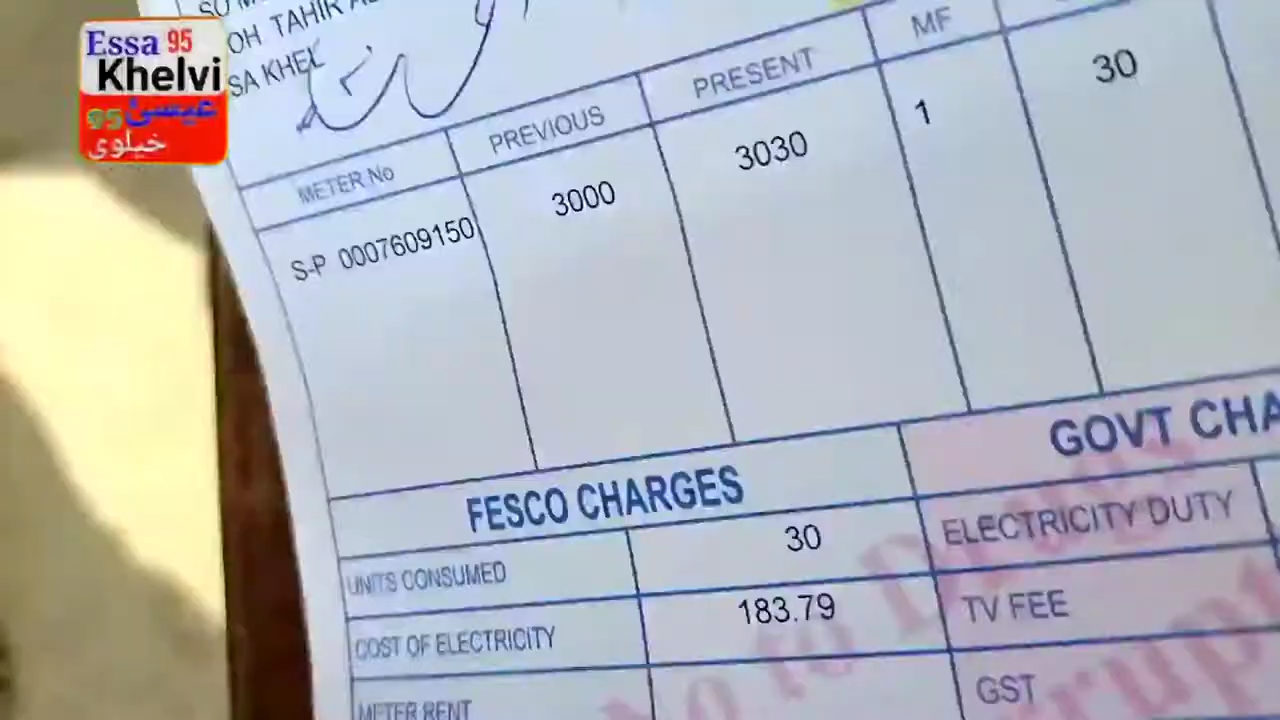 Essa 95
Khelvi
عیسیٰ 95
خیلوی
OH TAHIR
SA KHEL
METER No PREVIOUS PRESENT MF
S-P 0007609150 3000 3030 1 30
FESCO CHARGES GOVT CHA
UNITS CONSUMED 30 ELECTRICITY DUTY
COST OF ELECTRICITY 183.79 TV FEE
METER RENT GST
No to